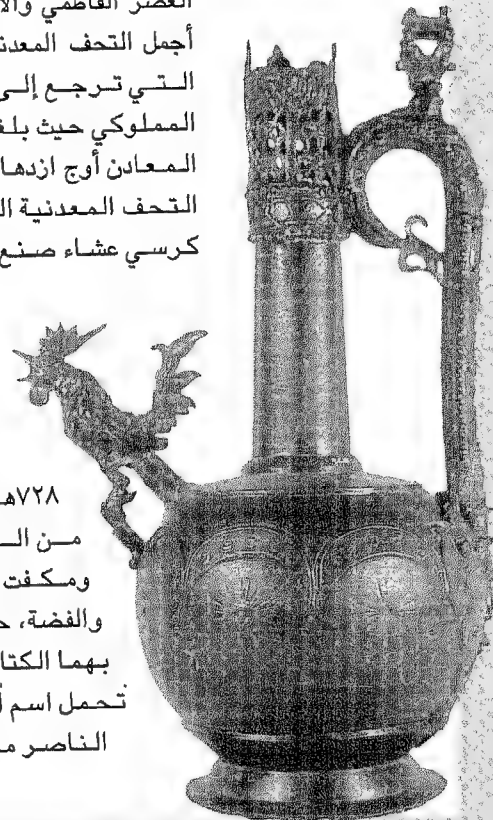 العصر الفاطمي والأ
أجمل التحف المعدن
التي ترجع إلى
المملوكي حيث بلغ
المعادن أوج ازدها
التحف المعدنية ال
كرسي عشاء صنع
٧٢٨هـ
من الـ
ومكفت
والفضة، ح
بهما الكتا
تحمل اسم أ
الناصر م